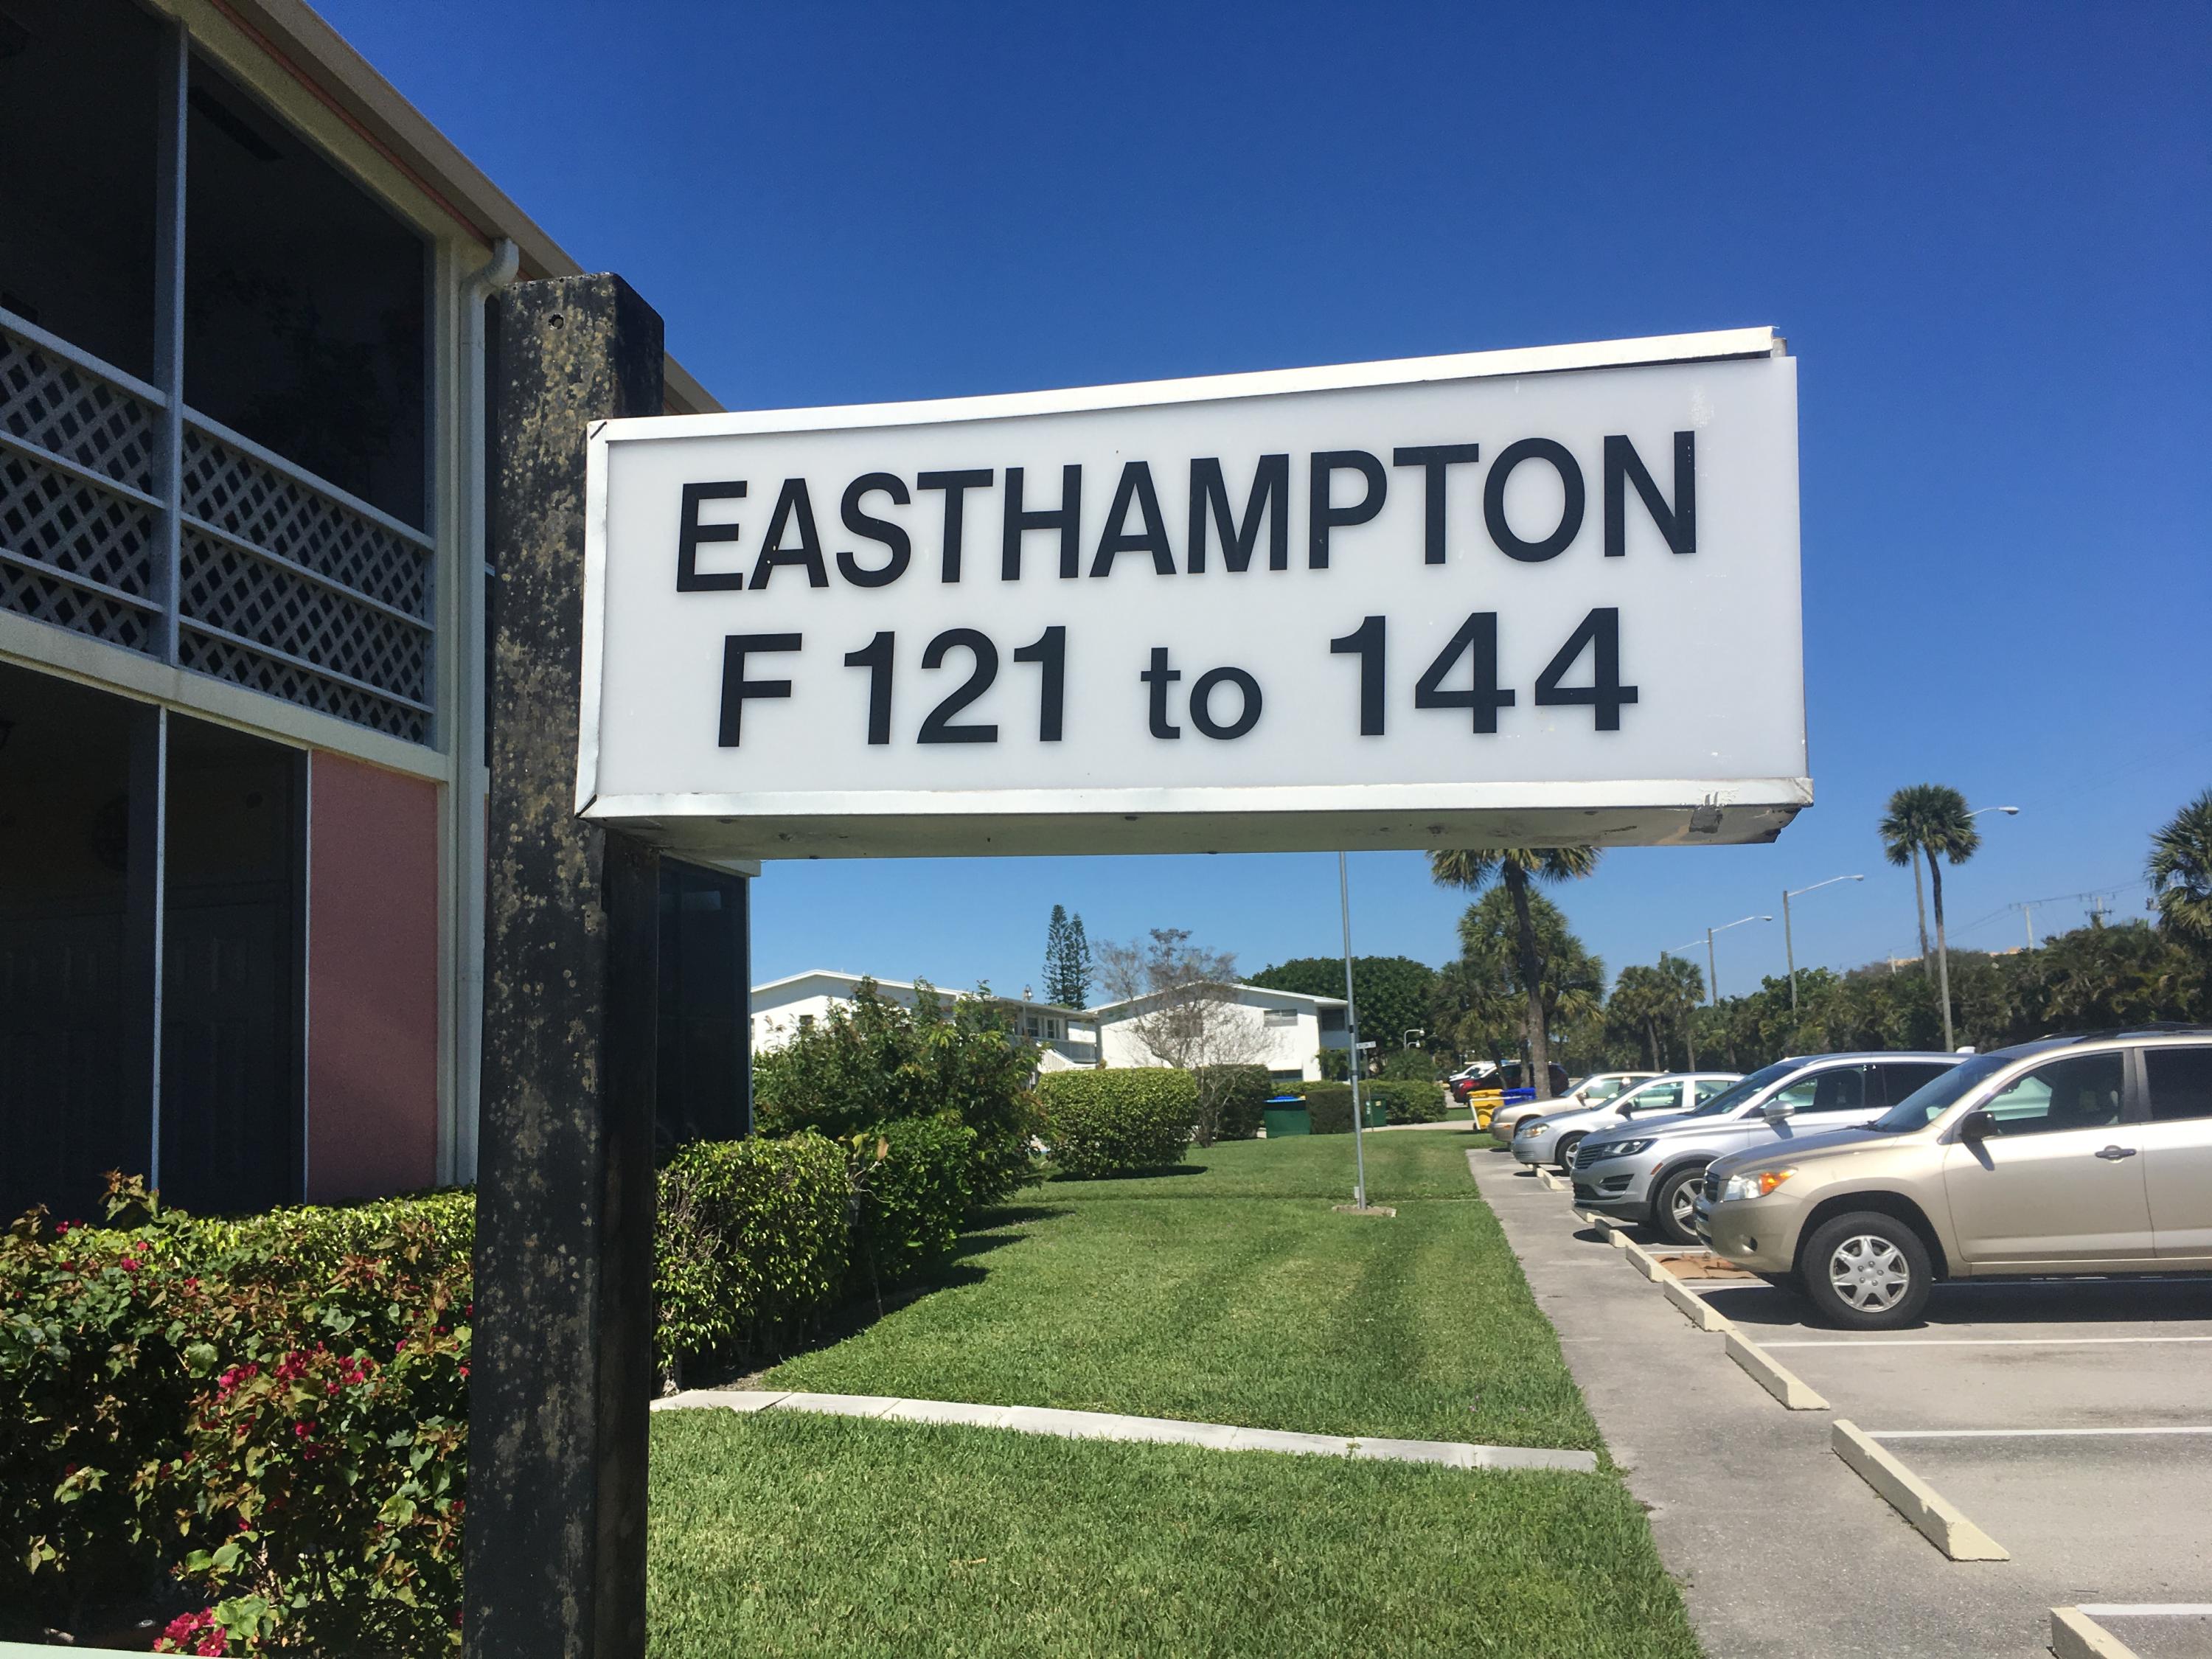 EASTHAMPTON
F 121 to 144